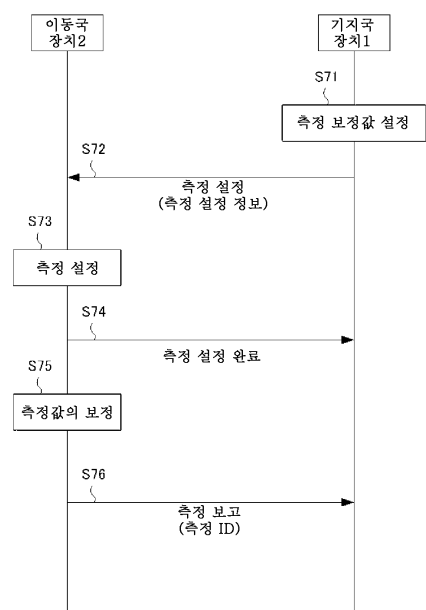 이동국
장치2
기지국
장치1
S71
측정 보정값 설정
S72
측정 설정
(측정 설정 정보)
S73
측정 설정
S74
측정 설정 완료
S75
측정값의 보정
S76
측정 보고
(측정 ID)